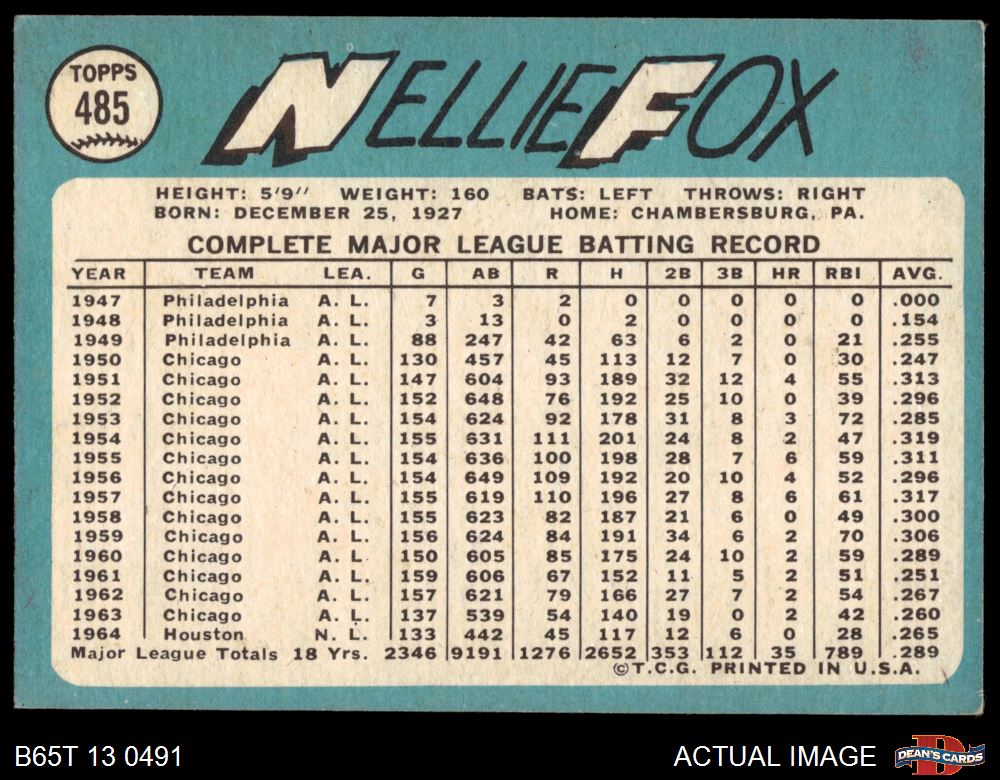 TOPPS
485
NELLIE FOX
HEIGHT: 5'9" WEIGHT: 160 BATS: LEFT THROWS: RIGHT
BORN: DECEMBER 25, 1927 HOME: CHAMBERSBURG, PA.
COMPLETE MAJOR LEAGUE BATTING RECORD
YEAR TEAM LEA. G AB R H 2B 3B HR RBI AVG.
1947 Philadelphia A. L. 7 3 2 0 0 0 0 0 .000
1948 Philadelphia A. L. 3 13 0 2 0 0 0 0 .154
1949 Philadelphia A. L. 88 247 42 63 6 2 0 21 .255
1950 Chicago A. L. 130 457 45 113 12 7 0 30 .247
1951 Chicago A. L. 147 604 93 189 32 12 4 55 .313
1952 Chicago A. L. 152 648 76 192 25 10 0 39 .296
1953 Chicago A. L. 154 624 92 178 31 8 3 72 .285
1954 Chicago A. L. 155 631 111 201 24 8 2 47 .319
1955 Chicago A. L. 154 636 100 198 28 7 6 59 .311
1956 Chicago A. L. 154 649 109 192 20 10 4 52 .296
1957 Chicago A. L. 155 619 110 196 27 8 6 61 .317
1958 Chicago A. L. 155 623 82 187 21 6 0 49 .300
1959 Chicago A. L. 156 624 84 191 34 6 2 70 .306
1960 Chicago A. L. 150 605 85 175 24 10 2 59 .289
1961 Chicago A. L. 159 606 67 152 11 5 2 51 .251
1962 Chicago A. L. 157 621 79 166 27 7 2 54 .267
1963 Chicago A. L. 137 539 54 140 19 0 2 42 .260
1964 Houston N. L. 133 442 45 117 12 6 0 28 .265
Major League Totals 18 Yrs. 2346 9191 1276 2652 353 112 35 789 .289
©T.C.G. PRINTED IN U.S.A.
B65T 13 0491 ACTUAL IMAGE
DEAN'S CARDS